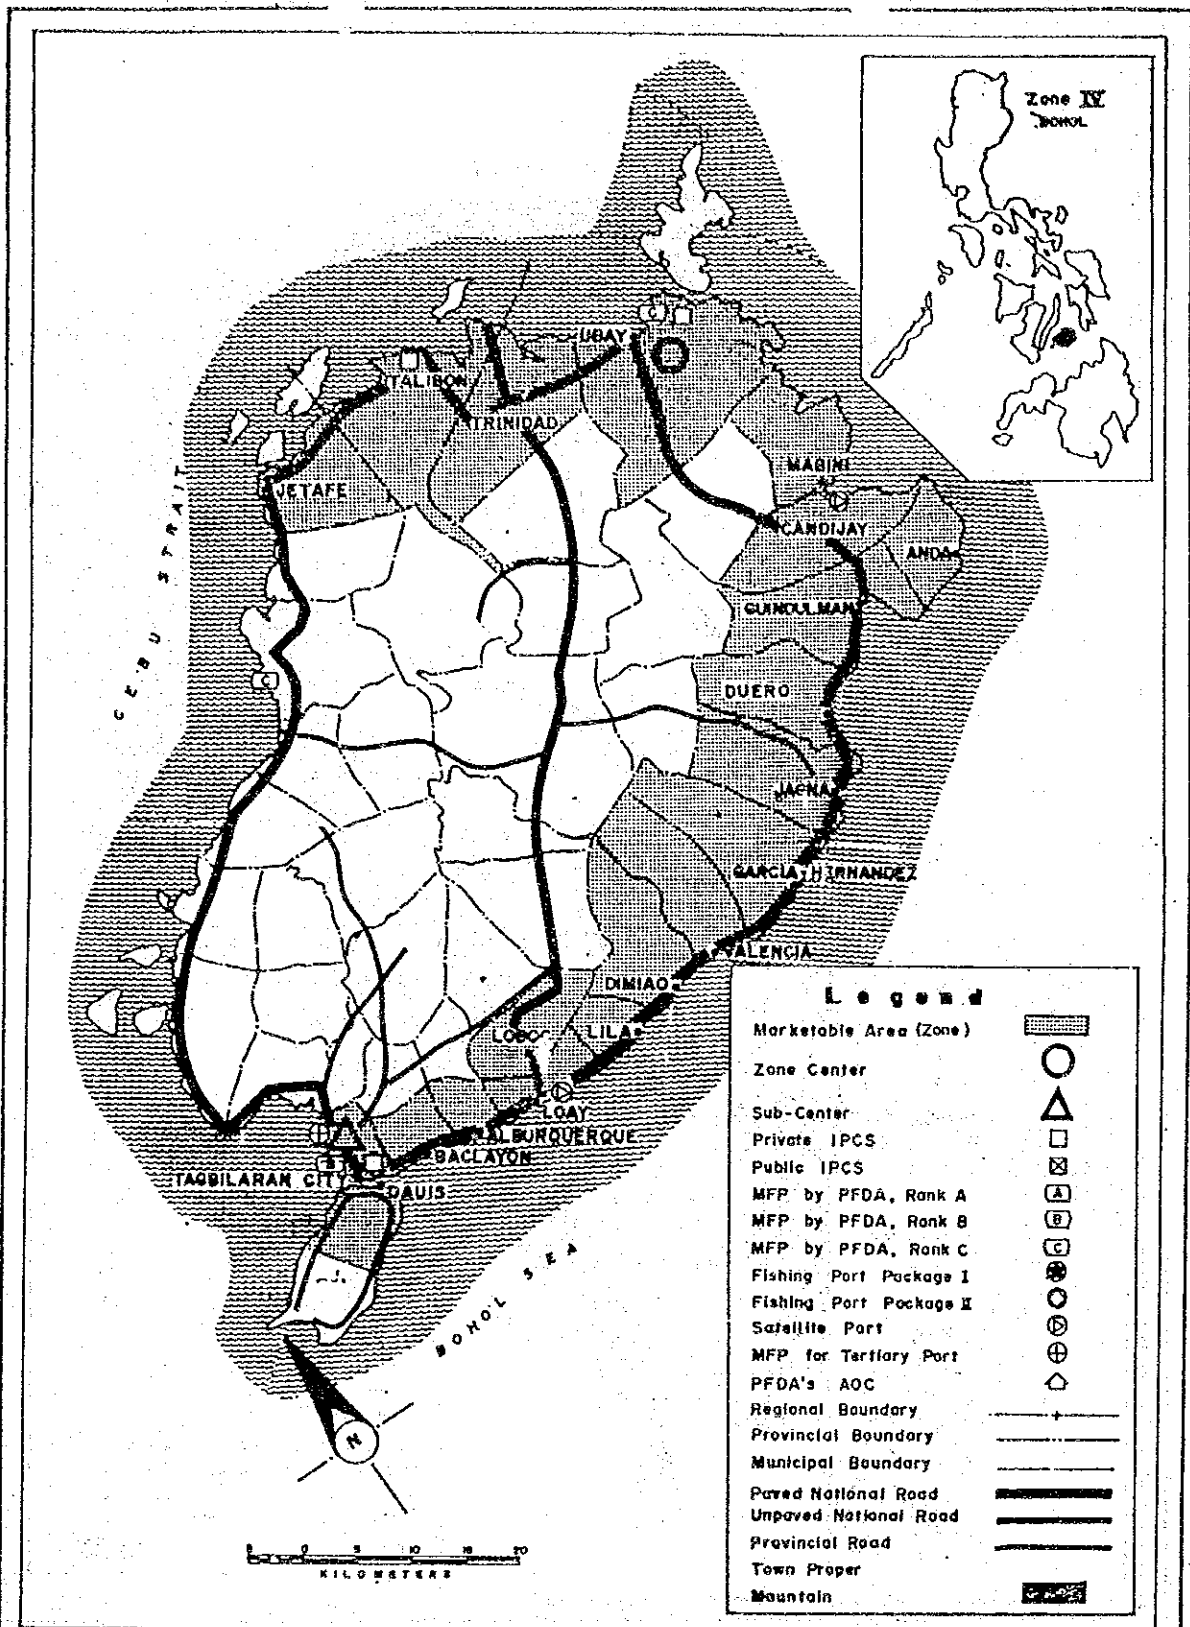 Zone IV
BOHOL
UBAY
C
TALIBON
TRINIDAD
JETAFE
MABINI
CANDIJAY
ANDA
GUINDULMAN
CEBU STRAIT
C
DUERO
JAGNA
GARCIA-HIRNANDEZ
VALENCIA
DIMIAO
LILA
LOBOC
LOAY
ALBURQUERQUE
BACLAYON
B
TAGBILARAN CITY
DAUIS
BOHOL SEA
N
5 0 5 10 15 20
KILOMETERS
Legend
Marketable Area (Zone)
Zone Center
Sub-Center
Private IPCS
Public IPCS
MFP by PFDA, Rank A
A
MFP by PFDA, Rank B
B
MFP by PFDA, Rank C
C
Fishing Port Package I
Fishing Port Package II
Satellite Port
MFP for Tertiary Port
PFDA's AOC
Regional Boundary
Provincial Boundary
Municipal Boundary
Paved National Road
Unpaved National Road
Provincial Road
Town Proper
Mountain